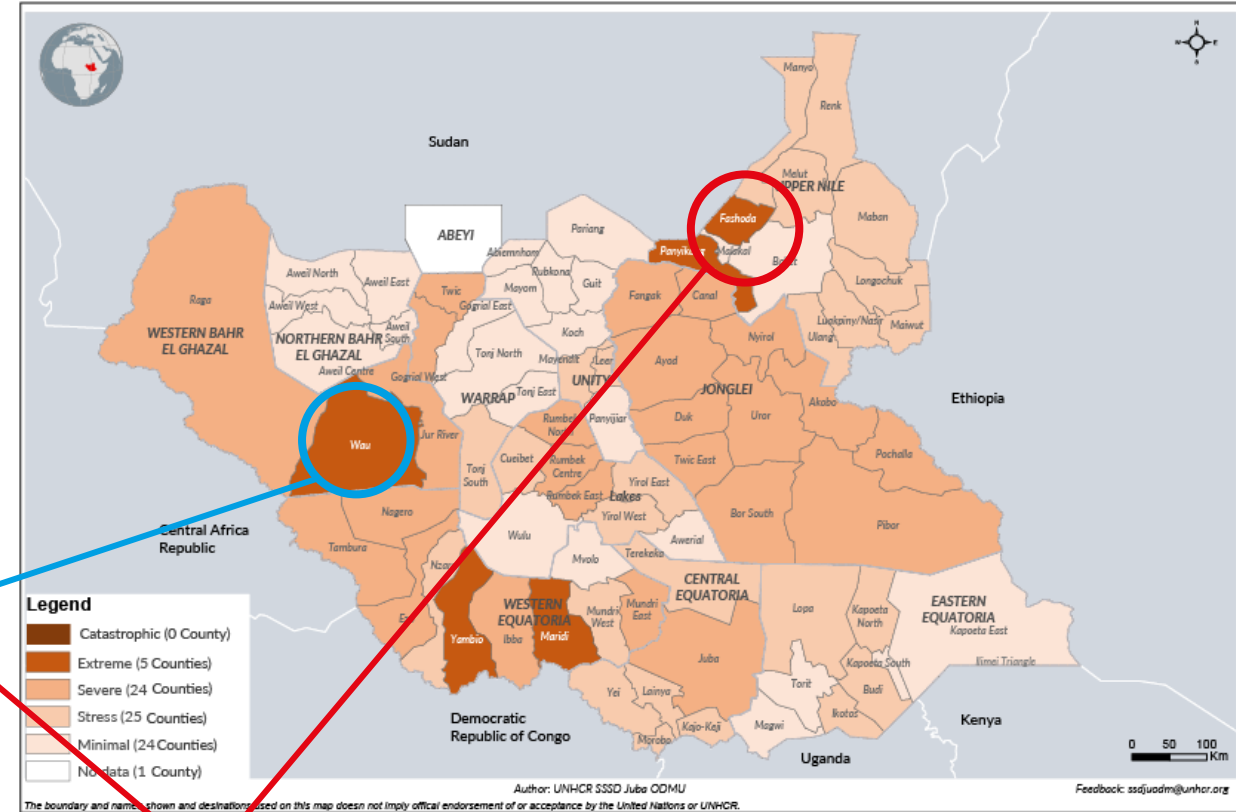 N
W
E
S
Sudan
Manyo
Renk
Melut
UPPER NILE
Fashoda
Maban
Pariang
ABEYI
Panyikang
Malakal
Baliet
Abiemnhom
Aweil North
Aweil East
Rubkona
Raga
Twic
Mayom
Guit
Fangak
Canal
Longochuk
Aweil West
Gogrial East
Luakpiny/Nasir
Maiwut
WESTERN BAHR
EL GHAZAL
NORTHERN BAHR
EL GHAZAL
Aweil
South
Koch
Nyirol
Ulang
Aweil Centre
Tonj North
Mayendit
Leer
Ayod
Gogrial West
UNITY
JONGLEI
WARRAP
Tonj East
Ethiopia
Panyijiar
Duk
Uror
Akobo
Rumbek
North
Wau
Jur River
Cueibet
Rumbek
Centre
Twic East
Pochalla
Tonj
South
Yirol East
Rumbek East
Lakes
Nagero
Yirol West
Bor South
Pibor
Central Africa
Republic
Wulu
Awerial
Tambura
Mvolo
Terekeka
Nzara
CENTRAL
EQUATORIA
WESTERN
EQUATORIA
Mundri
West
Mundri
East
Lopa
Kapoeta
North
EASTERN
EQUATORIA
Kapoeta East
Yambio
Ibba
Maridi
Juba
Ilimei Triangle
Kapoeta South
Torit
Budi
Yei
Lainya
Ikotos
Magwi
Kajo-Keji
Morobo
Kenya
Democratic
Republic of Congo
Uganda
Legend
Catastrophic (0 County)
Extreme (5 Counties)
Severe (24 Counties)
Stress (25 Counties)
Minimal (24 Counties)
No data (1 County)
0 50 100
Km
Author: UNHCR SSSD Juba ODMU
Feedback: ssdjuodm@unhcr.org
The boundary and names shown and desinations used on this map doesn not imply offical endorsement of or acceptance by the United Nations or UNHCR.